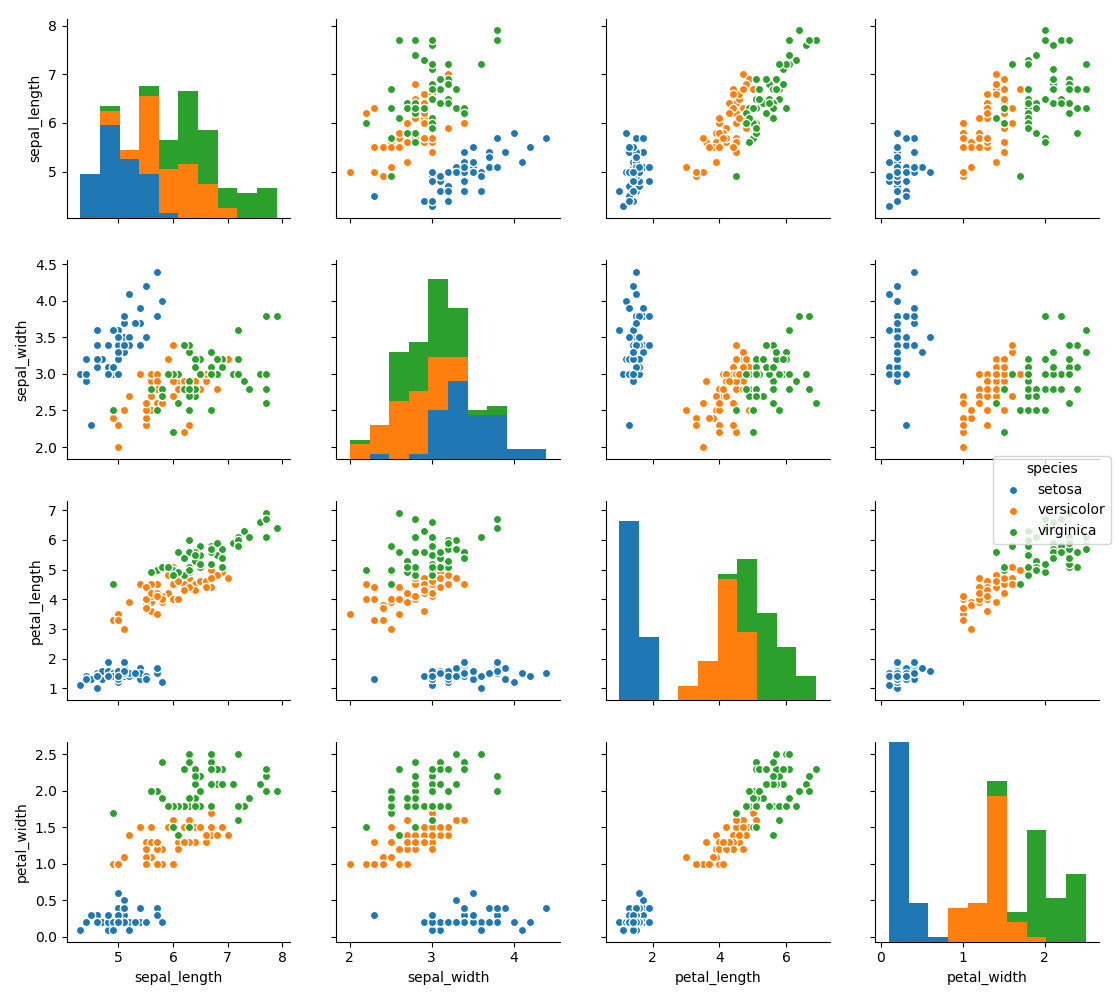 8
7
6
5
sepal_length
4.5
4.0
3.5
3.0
2.5
2.0
sepal_width
species
setosa
versicolor
virginica
7
6
5
4
3
2
1
petal_length
2.5
2.0
1.5
1.0
0.5
0.0
petal_width
5 6 7 8
2 3 4
2 4 6
0 1 2
sepal_length sepal_width petal_length petal_width